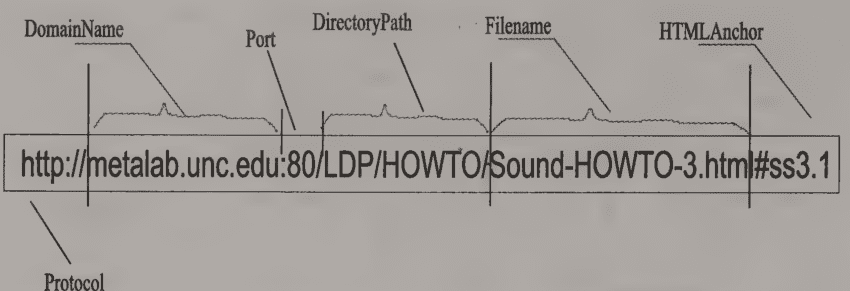 DomainName
Port
DirectoryPath
Filename
HTMLAnchor
http://metalab.unc.edu:80/LDP/HOWTO/Sound-HOWTO-3.html#ss3.1
Protocol